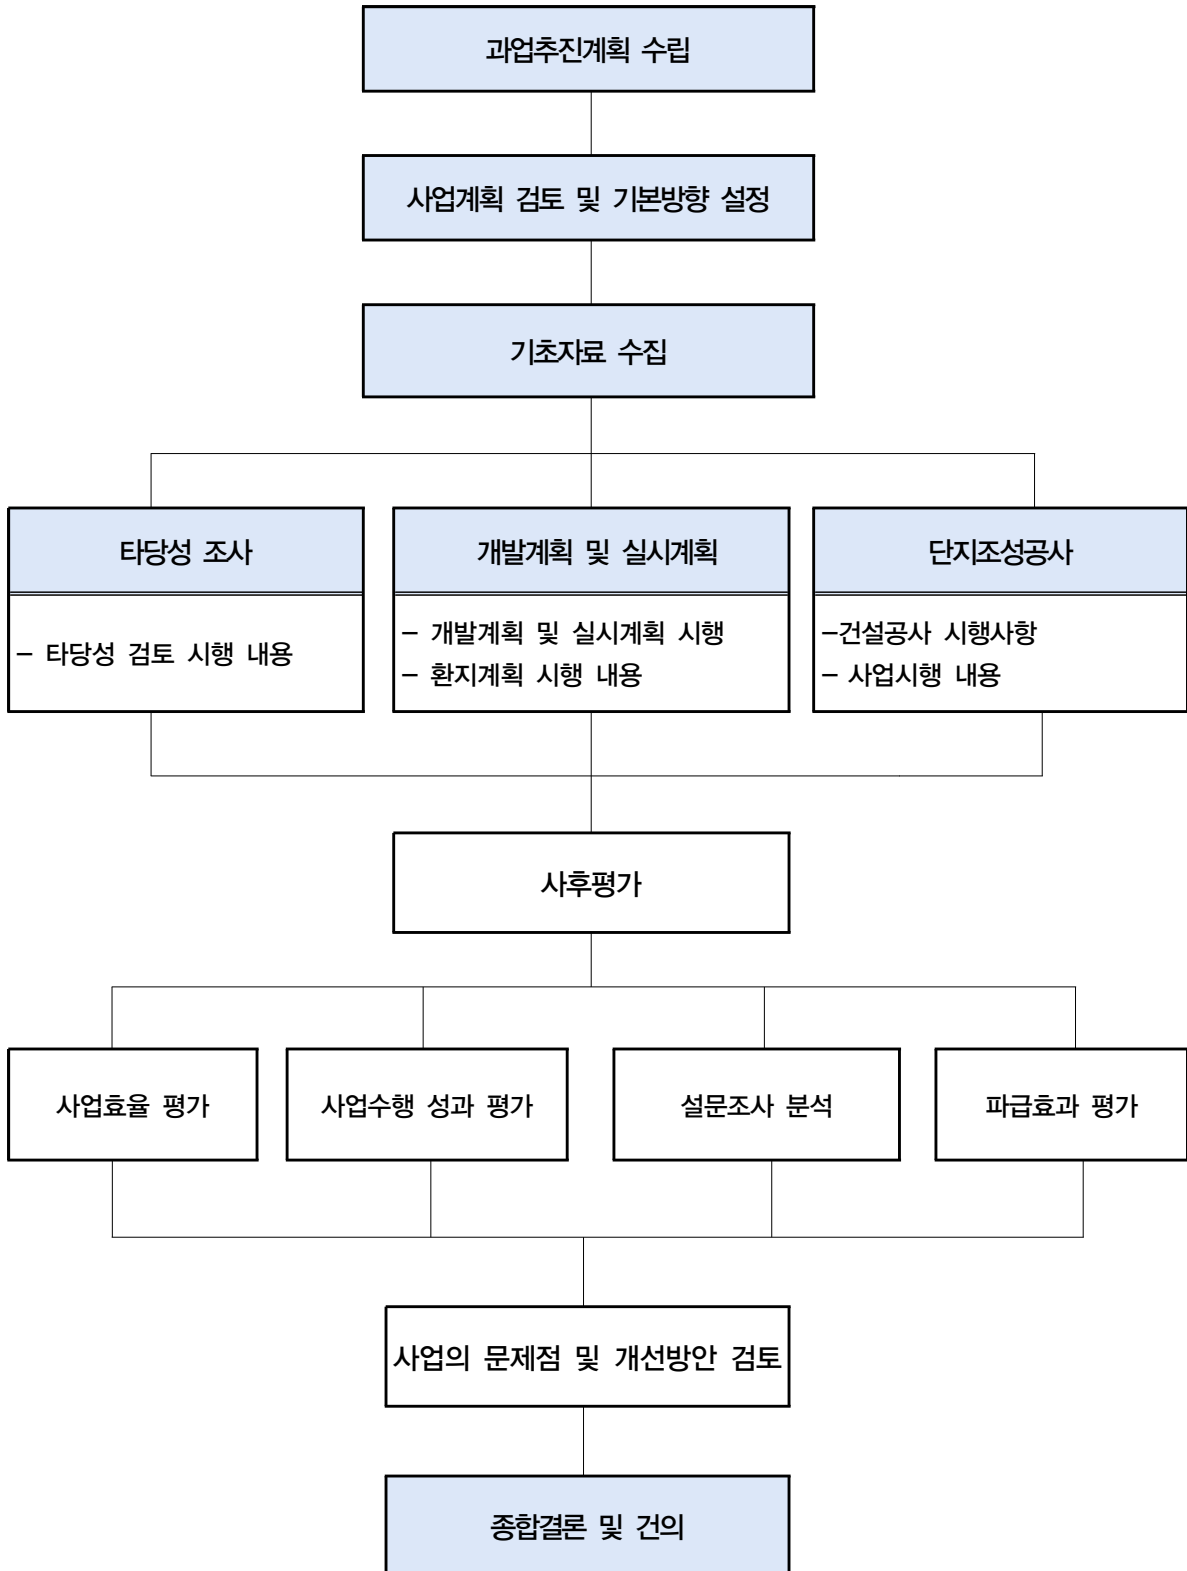 과업추진계획 수립
사업계획 검토 및 기본방향 설정
기초자료 수집
타당성 조사
– 타당성 검토 시행 내용
개발계획 및 실시계획
– 개발계획 및 실시계획 시행
– 환지계획 시행 내용
단지조성공사
–건설공사 시행사항
– 사업시행 내용
사후평가
사업효율 평가
사업수행 성과 평가
설문조사 분석
파급효과 평가
사업의 문제점 및 개선방안 검토
종합결론 및 건의